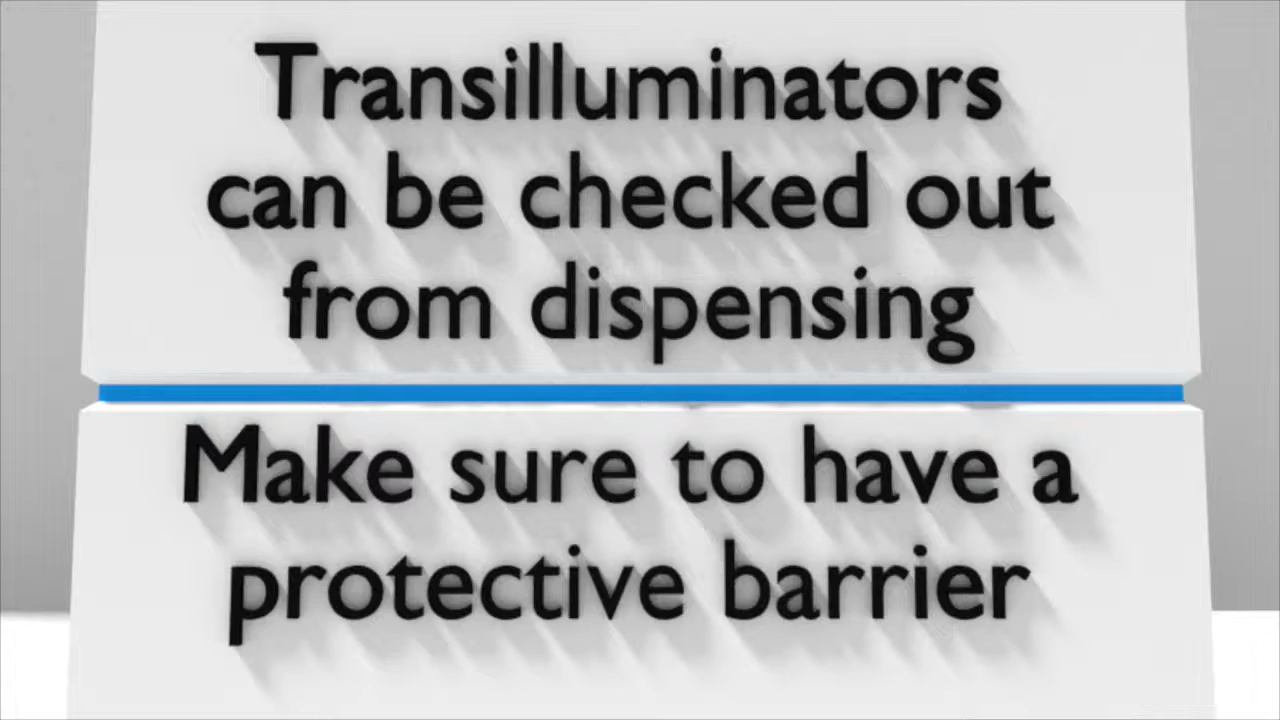 Transilluminators
can be checked out
from dispensing
Make sure to have a
protective barrier